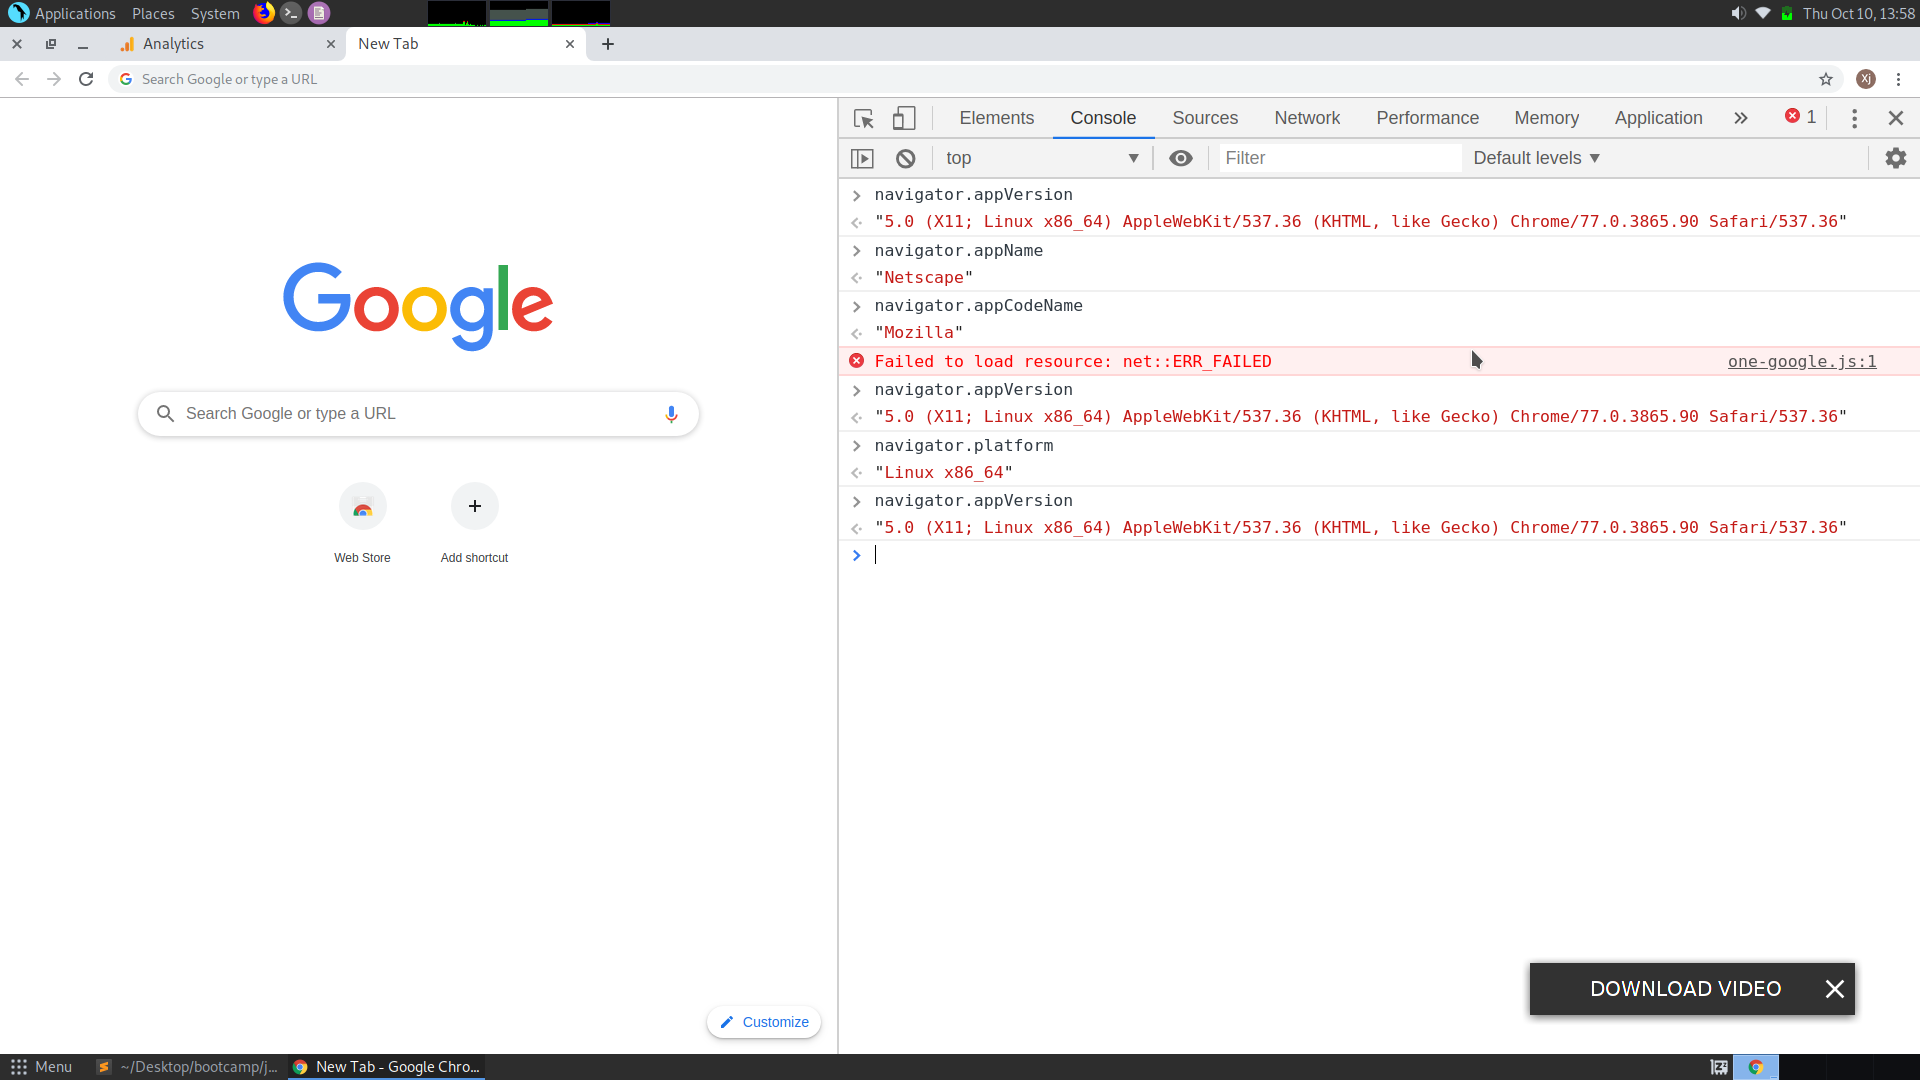 Applications Places System Thu Oct 10, 13:58
Analytics New Tab
Search Google or type a URL Xj
Elements Console Sources Network Performance Memory Application 1
top Filter Default levels
navigator.appVersion
"5.0 (X11; Linux x86_64) AppleWebKit/537.36 (KHTML, like Gecko) Chrome/77.0.3865.90 Safari/537.36"
navigator.appName
"Netscape"
navigator.appCodeName
"Mozilla"
Failed to load resource: net::ERR_FAILED one-google.js:1
navigator.appVersion
"5.0 (X11; Linux x86_64) AppleWebKit/537.36 (KHTML, like Gecko) Chrome/77.0.3865.90 Safari/537.36"
navigator.platform
"Linux x86_64"
navigator.appVersion
"5.0 (X11; Linux x86_64) AppleWebKit/537.36 (KHTML, like Gecko) Chrome/77.0.3865.90 Safari/537.36"
Google
Search Google or type a URL
Web Store Add shortcut
Customize
DOWNLOAD VIDEO
Menu ~/Desktop/bootcamp/j... New Tab - Google Chro...